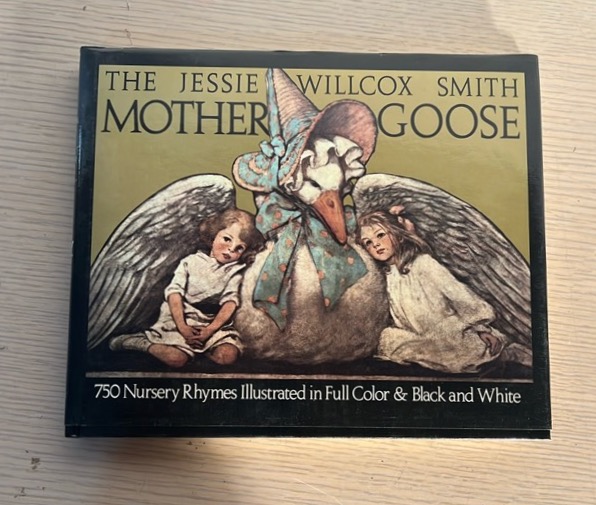 THE JESSIE WILLCOX SMITH
MOTHER GOOSE
750 Nursery Rhymes Illustrated in Full Color & Black and White